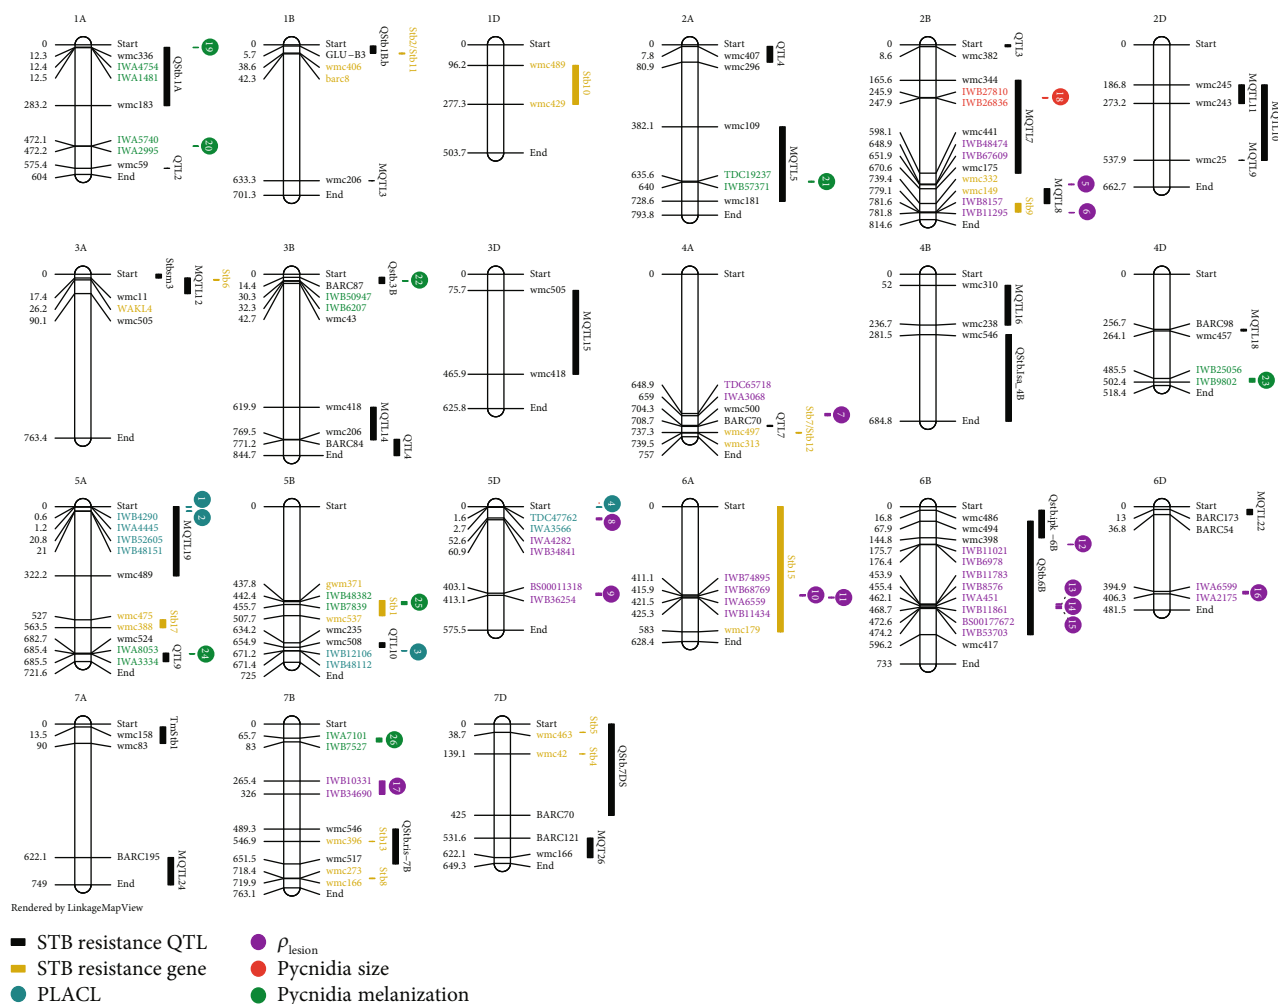 1A
0 Start
12.3 wmc336
12.4 IWA4754
12.5 IWA1481
283.2 wmc183
472.1 IWA5740
472.2 IWA2995
575.4 wmc59
604 End
QStb.1A
QTL2
19
20
1B
0 Start
5.7 GLU−B3
38.6 wmc406
42.3 barc8
633.3 wmc206
701.3 End
QStb1B.b
Stb2/Stb11
MQTL3
1D
0 Start
96.2 wmc489
277.3 wmc429
503.7 End
Stb10
2A
0 Start
7.8 wmc407
80.9 wmc296
382.1 wmc109
635.6 TDC19237
640 IWB57371
728.6 wmc181
793.8 End
QTL4
MQTL5
21
2B
0 Start
8.6 wmc382
165.6 wmc344
245.9 IWB27810
247.9 IWB26836
598.1 wmc441
648.9 IWB48474
651.9 IWB67609
670.6 wmc175
739.4 wmc332
779.1 wmc149
781.6 IWB8157
781.8 IWB11295
814.6 End
QTL3
MQTL7
MQTL8
Stb9
18
5
6
2D
0 Start
186.8 wmc245
273.2 wmc243
537.9 wmc25
662.7 End
MQTL11
MQTL10
MQTL9
3A
0 Start
17.4 wmc11
26.2 WAKL4
90.1 wmc505
763.4 End
Stbsm3
MQTL12
Stb6
3B
0 Start
14.4 BARC87
30.3 IWB50947
32.3 IWB6207
42.7 wmc43
619.9 wmc418
769.5 wmc206
771.2 BARC84
844.7 End
Qstb.3B
22
MQTL14
QTL4
3D
0 Start
75.7 wmc505
465.9 wmc418
625.8 End
MQTL15
4A
0 Start
648.9 TDC65718
659 IWA3068
704.3 wmc500
708.7 BARC70
737.3 wmc497
739.5 wmc313
757 End
QTL7
Stb7/Stb12
7
4B
0 Start
52 wmc310
236.7 wmc238
281.5 wmc546
684.8 End
MQTL16
QStb.Isa_4B
4D
0 Start
256.7 BARC98
264.1 wmc457
485.5 IWB25056
502.4 IWB9802
518.4 End
MQTL18
23
5A
0 Start
0.6 IWB4290
1.2 IWA4445
20.8 IWB52605
21 IWB48151
322.2 wmc489
527 wmc475
563.5 wmc388
682.7 wmc524
685.4 IWA8053
685.5 IWA3334
721.6 End
MQTL19
1
2
Stb17
QTL9
24
5B
0 Start
437.8 gwm371
442.4 IWB48382
455.7 IWB7839
507.7 wmc537
634.2 wmc235
654.9 wmc508
671.2 IWB12106
671.4 IWB48112
725 End
Stb1
25
QTL10
3
5D
0 Start
1.6 TDC47762
2.7 IWA3566
52.6 IWA4282
60.9 IWB34841
403.1 BS00011318
413.1 IWB36254
575.5 End
4
8
9
6A
0 Start
411.1 IWB74895
415.9 IWB68769
421.5 IWA6559
425.3 IWB11434
583 wmc179
628.4 End
Stb15
10
11
6B
0 Start
16.8 wmc486
67.9 wmc494
144.8 wmc398
175.7 IWB11021
176.4 IWB6978
453.9 IWB11783
455.4 IWB8576
462.1 IWA451
468.7 IWB11861
472.6 BS00177672
474.2 IWB53703
596.2 wmc417
733 End
Qstb.ipk −6B
QStb.6B
12
13
14
15
6D
0 Start
13 BARC173
36.8 BARC54
394.9 IWA6599
406.3 IWA2175
481.5 End
MQTL22
16
7A
0 Start
13.5 wmc158
90 wmc83
622.1 BARC195
749 End
TmStb1
MQTL24
7B
0 Start
65.7 IWA7101
83 IWB7527
265.4 IWB10331
326 IWB34690
489.3 wmc546
546.9 wmc396
651.5 wmc517
718.4 wmc273
719.9 wmc166
763.1 End
26
17
Stb13
QStb.ris−7B
Stb8
7D
0 Start
38.7 wmc463
139.1 wmc42
425 BARC70
531.6 BARC121
622.1 wmc166
649.3 End
Stb5
Stb4
QStb.7DS
MQT26
Rendered by LinkageMapView
STB resistance QTL
STB resistance gene
PLACL
ρlesion
Pycnidia size
Pycnidia melanization